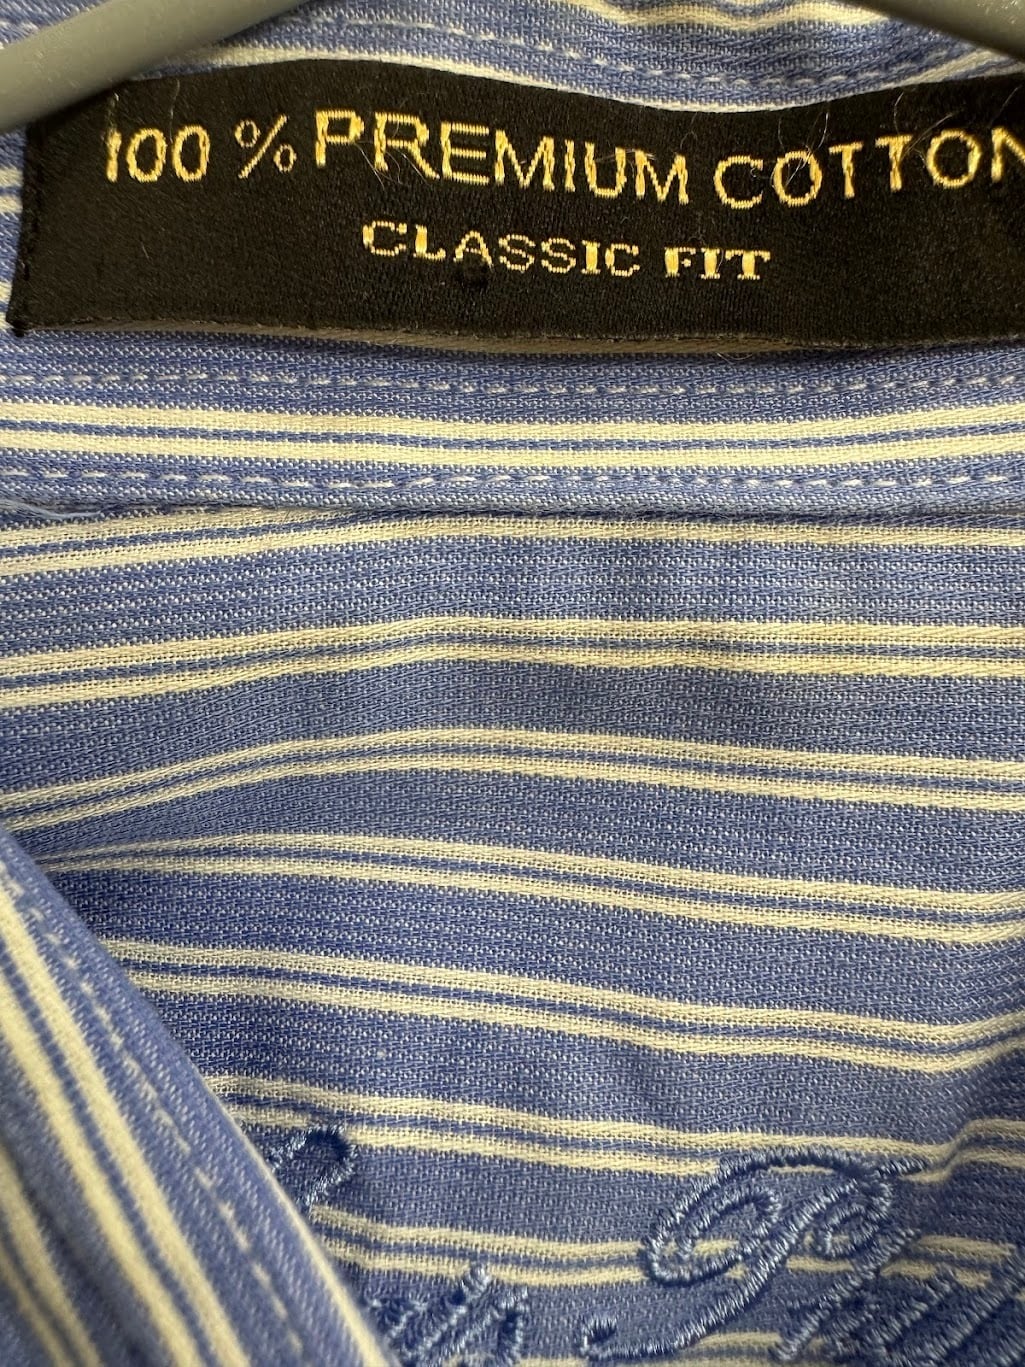 100 % PREMIUM COTTON
CLASSIC FIT